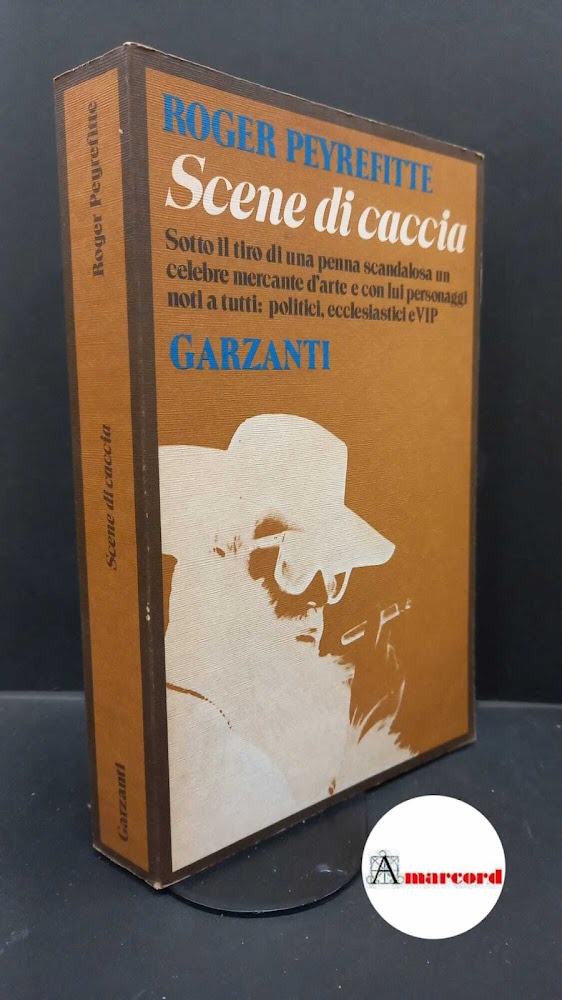 ROGER PEYREFITTE
Scene di caccia
Sotto il tiro di una penna scandalosa un
celebre mercante d'arte e con lui personaggi
noti a tutti: politici, ecclesiastici e VIP
GARZANTI
Roger Peyrefitte
Scene di caccia
Garzanti
Amarcord